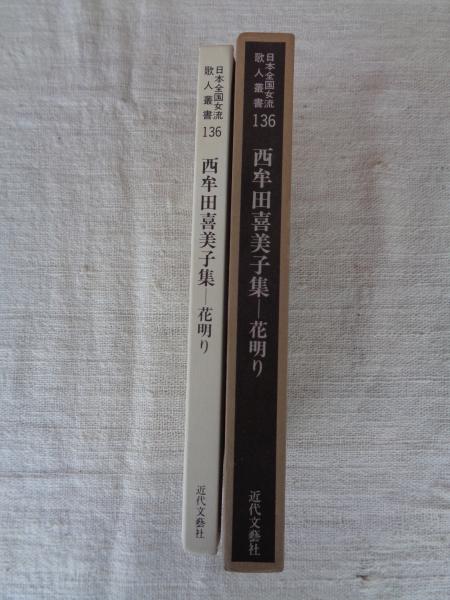 日本全国女流
歌人叢書
136
西牟田喜美子集―花明り
近代文藝社
日本全国女流
歌人叢書
136
西牟田喜美子集―花明り
近代文藝社